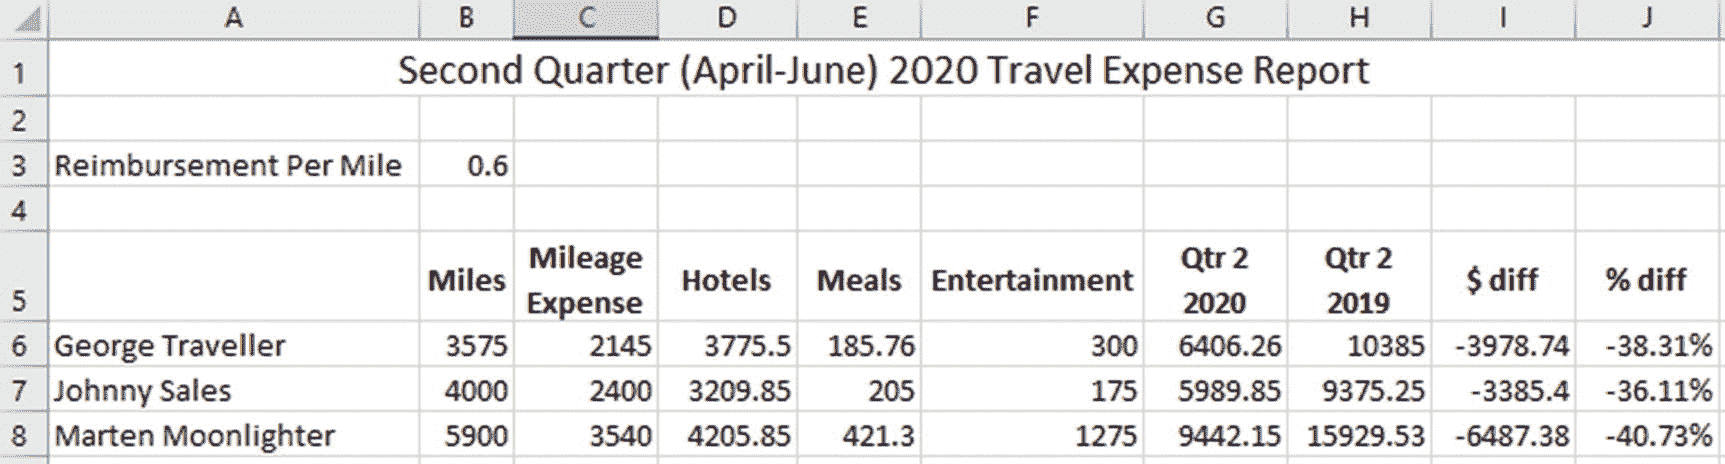 A B C D E F G H I J
1 Second Quarter (April-June) 2020 Travel Expense Report
2
3 Reimbursement Per Mile 0.6
4
5 Miles Mileage Expense Hotels Meals Entertainment Qtr 2 2020 Qtr 2 2019 $ diff % diff
6 George Traveller 3575 2145 3775.5 185.76 300 6406.26 10385 -3978.74 -38.31%
7 Johnny Sales 4000 2400 3209.85 205 175 5989.85 9375.25 -3385.4 -36.11%
8 Marten Moonlighter 5900 3540 4205.85 421.3 1275 9442.15 15929.53 -6487.38 -40.73%